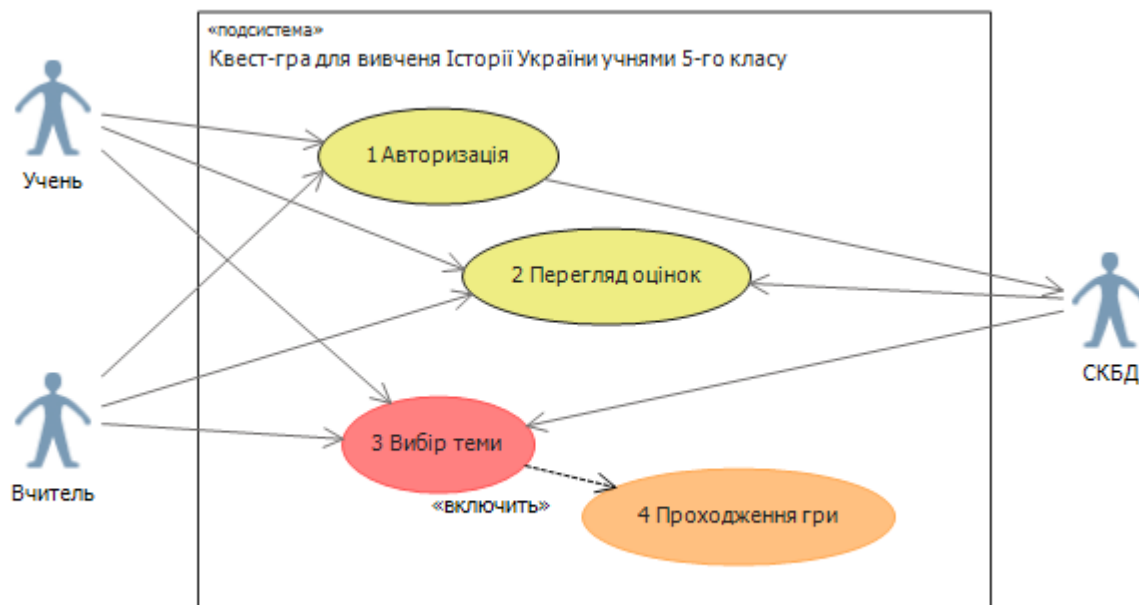 «подсистема»
Квест-гра для вивченя Історії України учнями 5-го класу
Учень
1 Авторизація
2 Перегляд оцінок
СКБД
Вчитель
3 Вибір теми
«включить»
4 Проходження гри